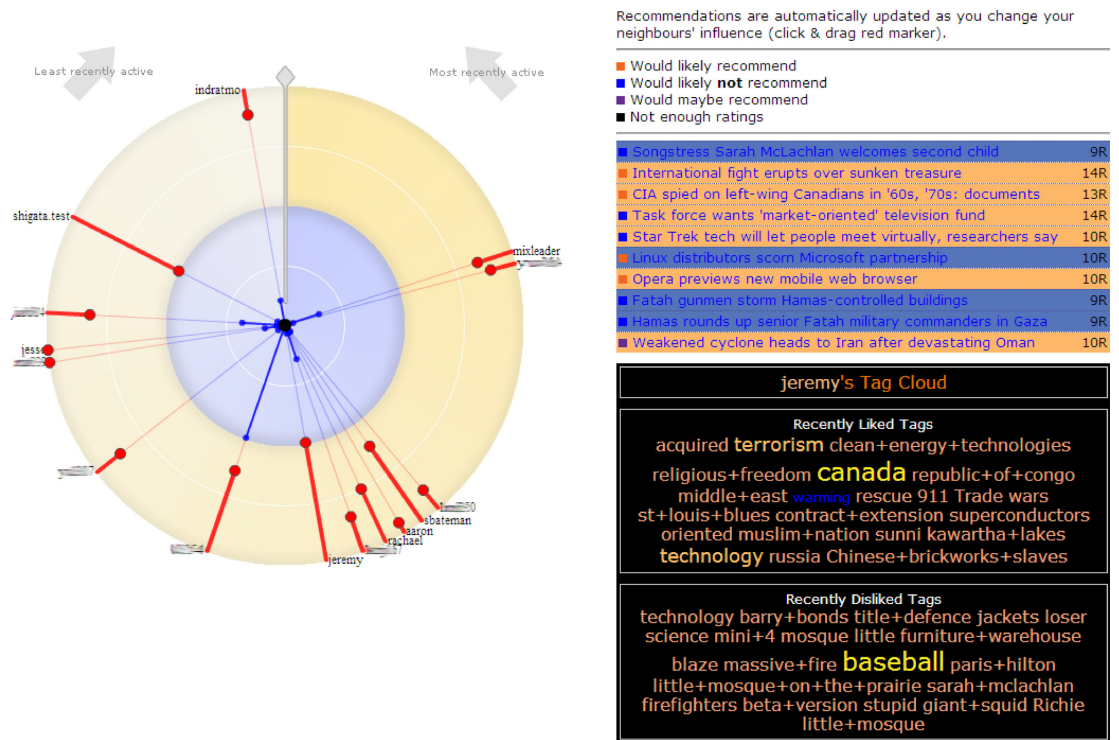 Recommendations are automatically updated as you change your
neighbours' influence (click & drag red marker).
Least recently active
Most recently active
indratmo
shigata.test
mixleader
jesse
sbateman
aaron
rachael
jeremy
Would likely recommend
Would likely not recommend
Would maybe recommend
Not enough ratings
Songstress Sarah McLachlan welcomes second child 9R
International fight erupts over sunken treasure 14R
CIA spied on left-wing Canadians in '60s, '70s: documents 13R
Task force wants 'market-oriented' television fund 14R
Star Trek tech will let people meet virtually, researchers say 10R
Linux distributors scorn Microsoft partnership 10R
Opera previews new mobile web browser 10R
Fatah gunmen storm Hamas-controlled buildings 9R
Hamas rounds up senior Fatah military commanders in Gaza 9R
Weakened cyclone heads to Iran after devastating Oman 10R
jeremy's Tag Cloud
Recently Liked Tags
acquired terrorism clean+energy+technologies
religious+freedom canada republic+of+congo
middle+east warming rescue 911 Trade wars
st+louis+blues contract+extension superconductors
oriented muslim+nation sunni kawartha+lakes
technology russia Chinese+brickworks+slaves
Recently Disliked Tags
technology barry+bonds title+defence jackets loser
science mini+4 mosque little furniture+warehouse
blaze massive+fire baseball paris+hilton
little+mosque+on+the+prairie sarah+mclachlan
firefighters beta+version stupid giant+squid Richie
little+mosque